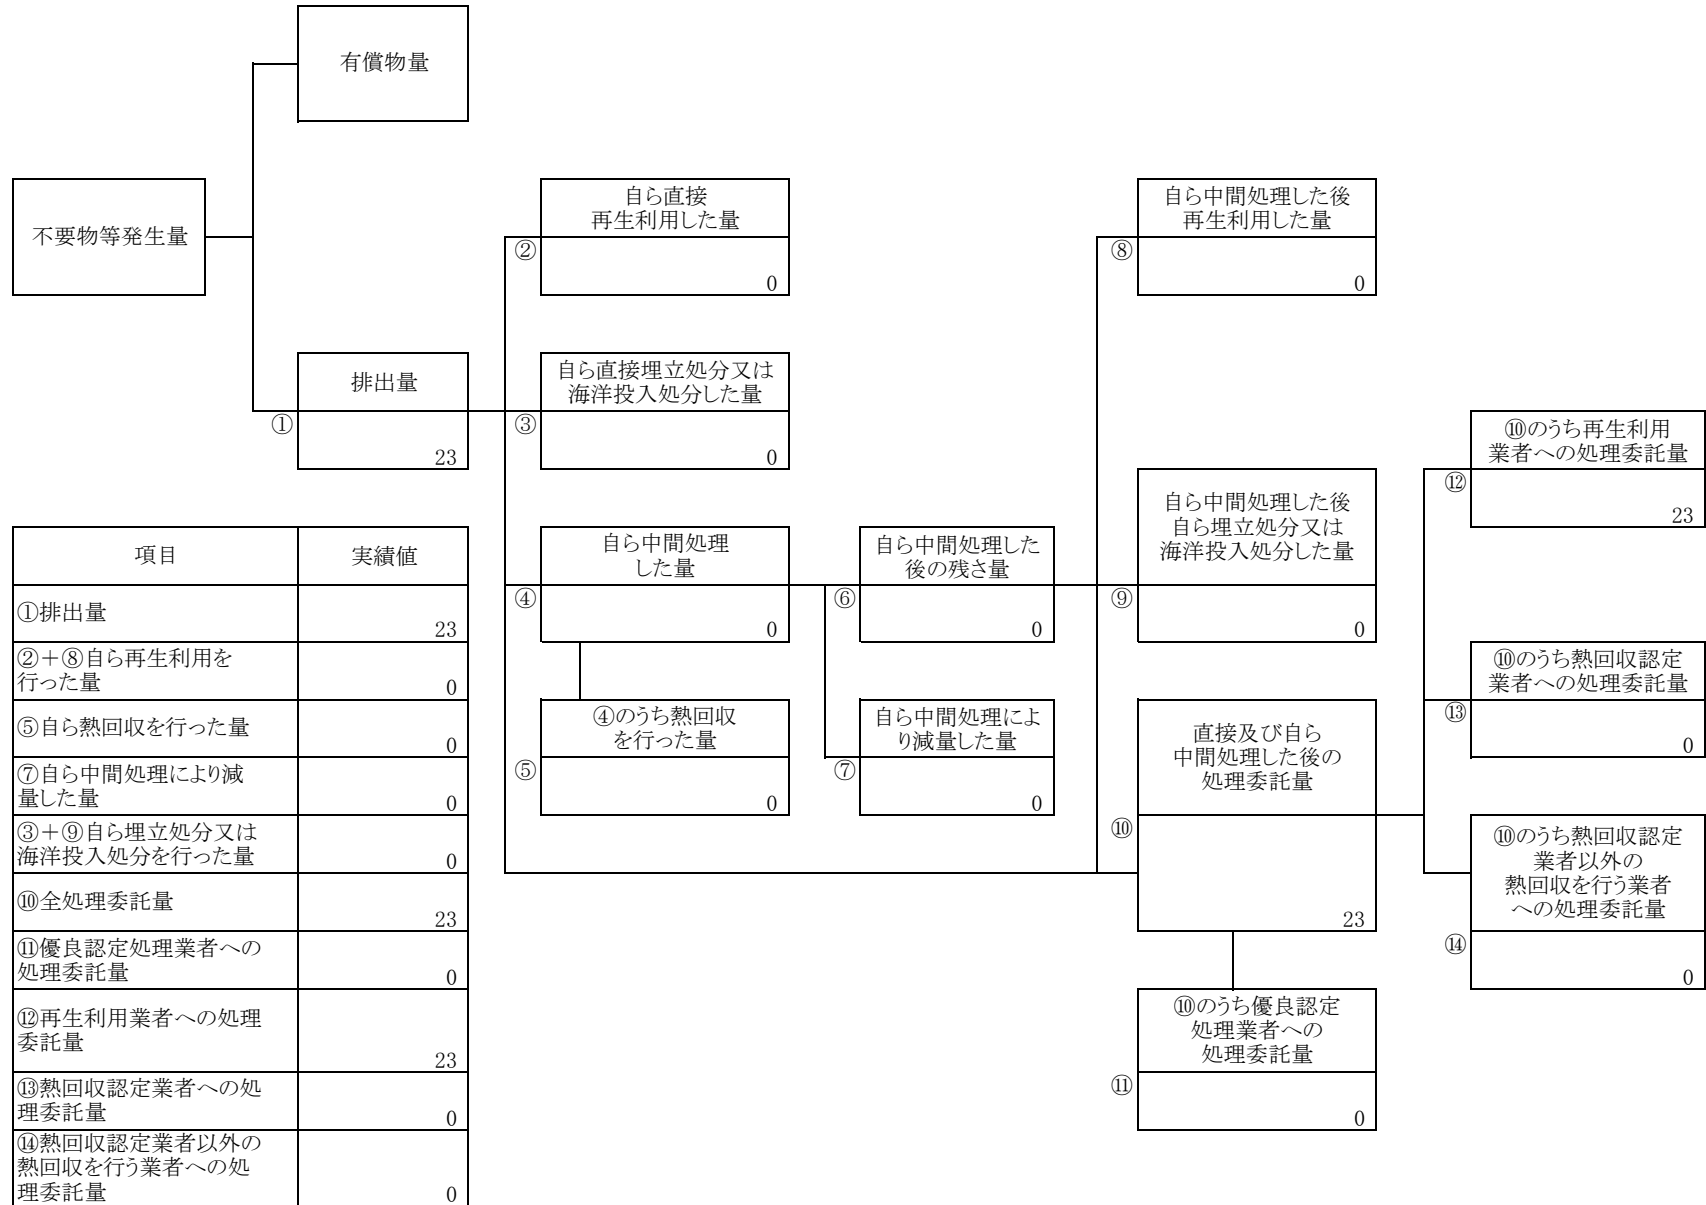 有償物量
不要物等発生量
自ら直接
再生利用した量
②
0
自ら中間処理した後
再生利用した量
⑧
0
排出量
①
23
自ら直接埋立処分又は
海洋投入処分した量
③
0
自ら中間処理
した量
④
0
自ら中間処理した
後の残さ量
⑥
0
自ら中間処理した後
自ら埋立処分又は
海洋投入処分した量
⑨
0
⑩のうち再生利用
業者への処理委託量
⑫
23
④のうち熱回収
を行った量
⑤
0
自ら中間処理によ
り減量した量
⑦
0
直接及び自ら
中間処理した後の
処理委託量
⑩
23
⑩のうち熱回収認定
業者への処理委託量
⑬
0
⑩のうち熱回収認定
業者以外の
熱回収を行う業者
への処理委託量
⑭
0
⑩のうち優良認定
処理業者への
処理委託量
⑪
0
項目
実績値
①排出量
23
②+⑧自ら再生利用を
行った量
0
⑤自ら熱回収を行った量
0
⑦自ら中間処理により減
量した量
0
③+⑨自ら埋立処分又は
海洋投入処分を行った量
0
⑩全処理委託量
23
⑪優良認定処理業者への
処理委託量
0
⑫再生利用業者への処理
委託量
23
⑬熱回収認定業者への処
理委託量
0
⑭熱回収認定業者以外の
熱回収を行う業者への処
理委託量
0